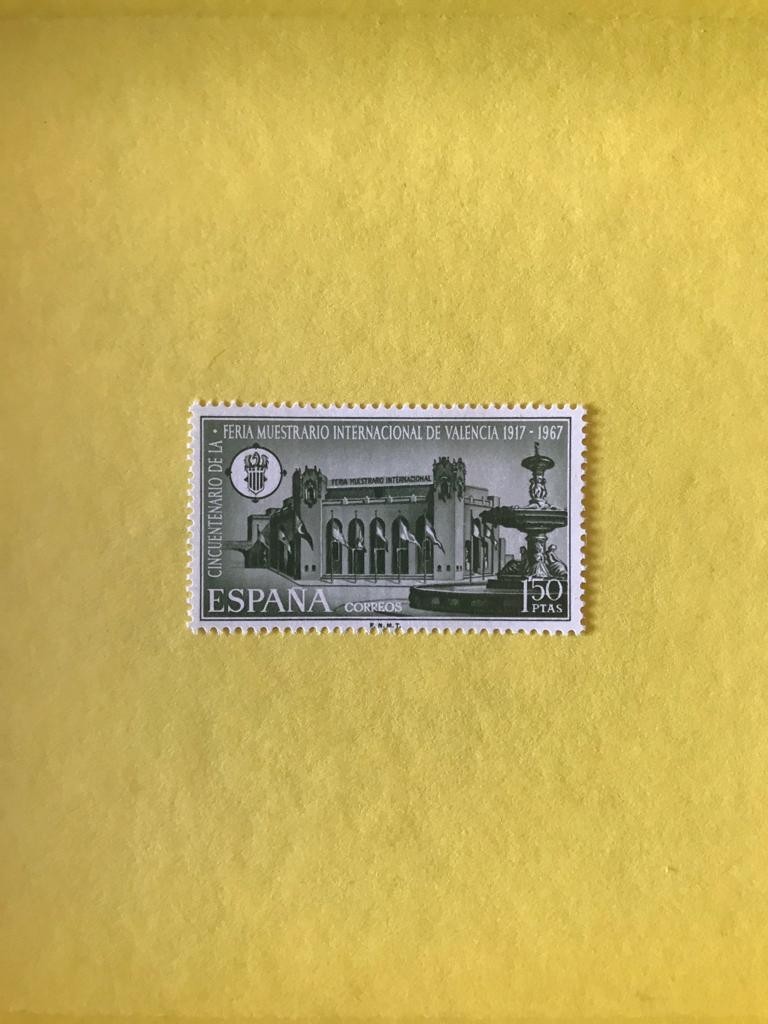 CINCUENTENARIO DE LA · FERIA MUESTRARIO INTERNACIONAL DE VALENCIA 1917 - 1967
FERIA MUESTRARIO INTERNACIONAL
ESPAÑA CORREOS 1'50 PTAS
F.N.M.T.